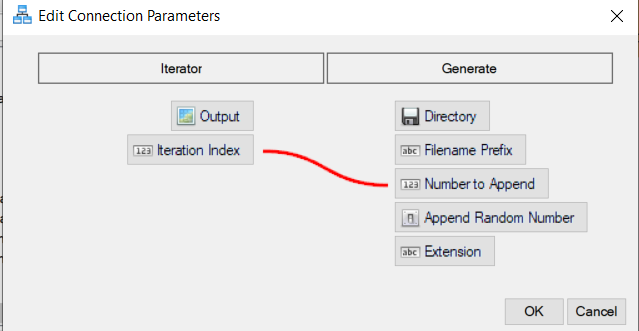 Edit Connection Parameters
Iterator
Generate
Output
Directory
123 Iteration Index
abc Filename Prefix
123 Number to Append
Append Random Number
abc Extension
OK
Cancel